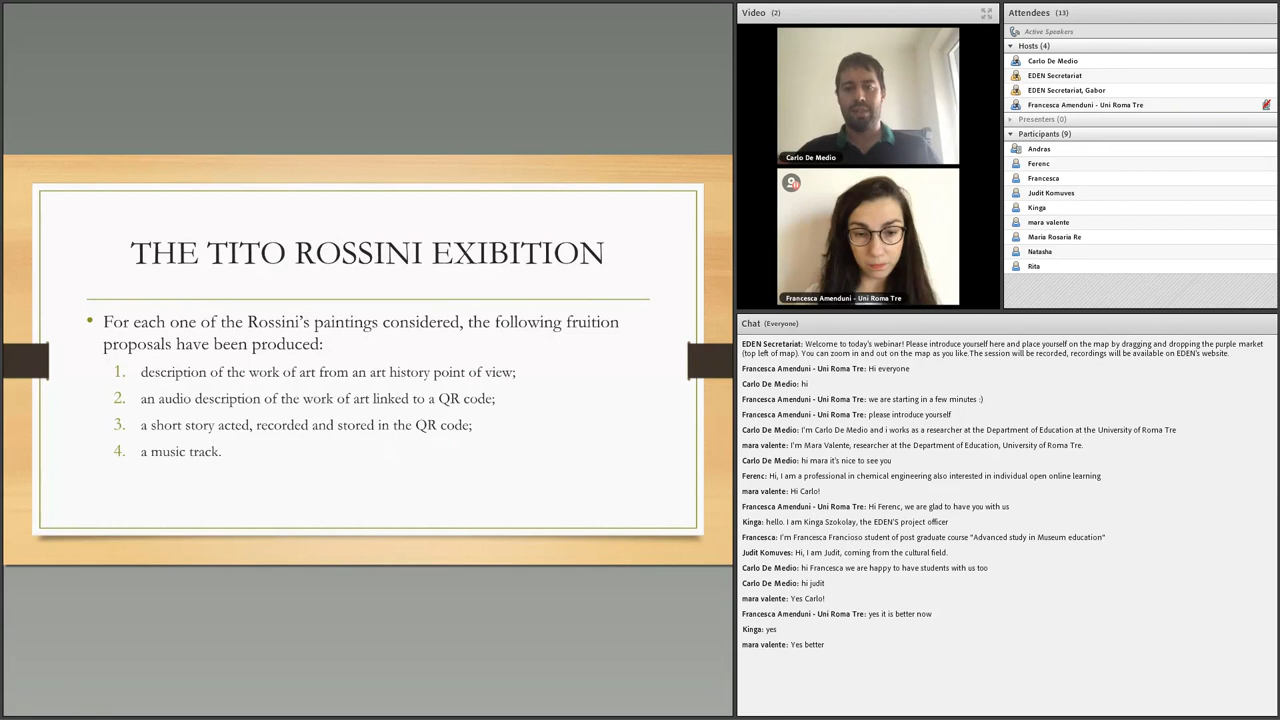 THE TITO ROSSINI EXIBITION
• For each one of the Rossini's paintings considered, the following fruition
proposals have been produced:
1. description of the work of art from an art history point of view;
2. an audio description of the work of art linked to a QR code;
3. a short story acted, recorded and stored in the QR code;
4. a music track.
Video (2)
Carlo De Medio
Francesca Amenduni - Uni Roma Tre
Attendees (13)
Active Speakers
Hosts (4)
Carlo De Medio
EDEN Secretariat
EDEN Secretariat, Gabor
Francesca Amenduni - Uni Roma Tre
Presenters (0)
Participants (9)
Andras
Ferenc
Francesca
Judit Komuves
Kinga
mara valente
Maria Rosaria Re
Natasha
Rita
Chat (Everyone)
EDEN Secretariat: Welcome to today's webinar! Please introduce yourself here and place yourself on the map by dragging and dropping the purple market
(top left of map). You can zoom in and out on the map as you like.The session will be recorded, recordings will be available on EDEN's website.
Francesca Amenduni - Uni Roma Tre: Hi everyone
Carlo De Medio: hi
Francesca Amenduni - Uni Roma Tre: we are starting in a few minutes :)
Francesca Amenduni - Uni Roma Tre: please introduce yourself
Carlo De Medio: I'm Carlo De Medio and i works as a researcher at the Department of Education at the University of Roma Tre
mara valente: I'm Mara Valente, researcher at the Department of Education, University of Roma Tre.
Carlo De Medio: hi mara it's nice to see you
Ferenc: Hi, I am a professional in chemical engineering also interested in individual open online learning
mara valente: Hi Carlo!
Francesca Amenduni - Uni Roma Tre: Hi Ferenc, we are glad to have you with us
Kinga: hello. I am Kinga Szokolay, the EDEN'S project officer
Francesca: I'm Francesca Francioso student of post graduate course "Advanced study in Museum education"
Judit Komuves: Hi, I am Judit, coming from the cultural field.
Carlo De Medio: hi Francesca we are happy to have students with us too
Carlo De Medio: hi judit
mara valente: Yes Carlo!
Francesca Amenduni - Uni Roma Tre: yes it is better now
Kinga: yes
mara valente: Yes better